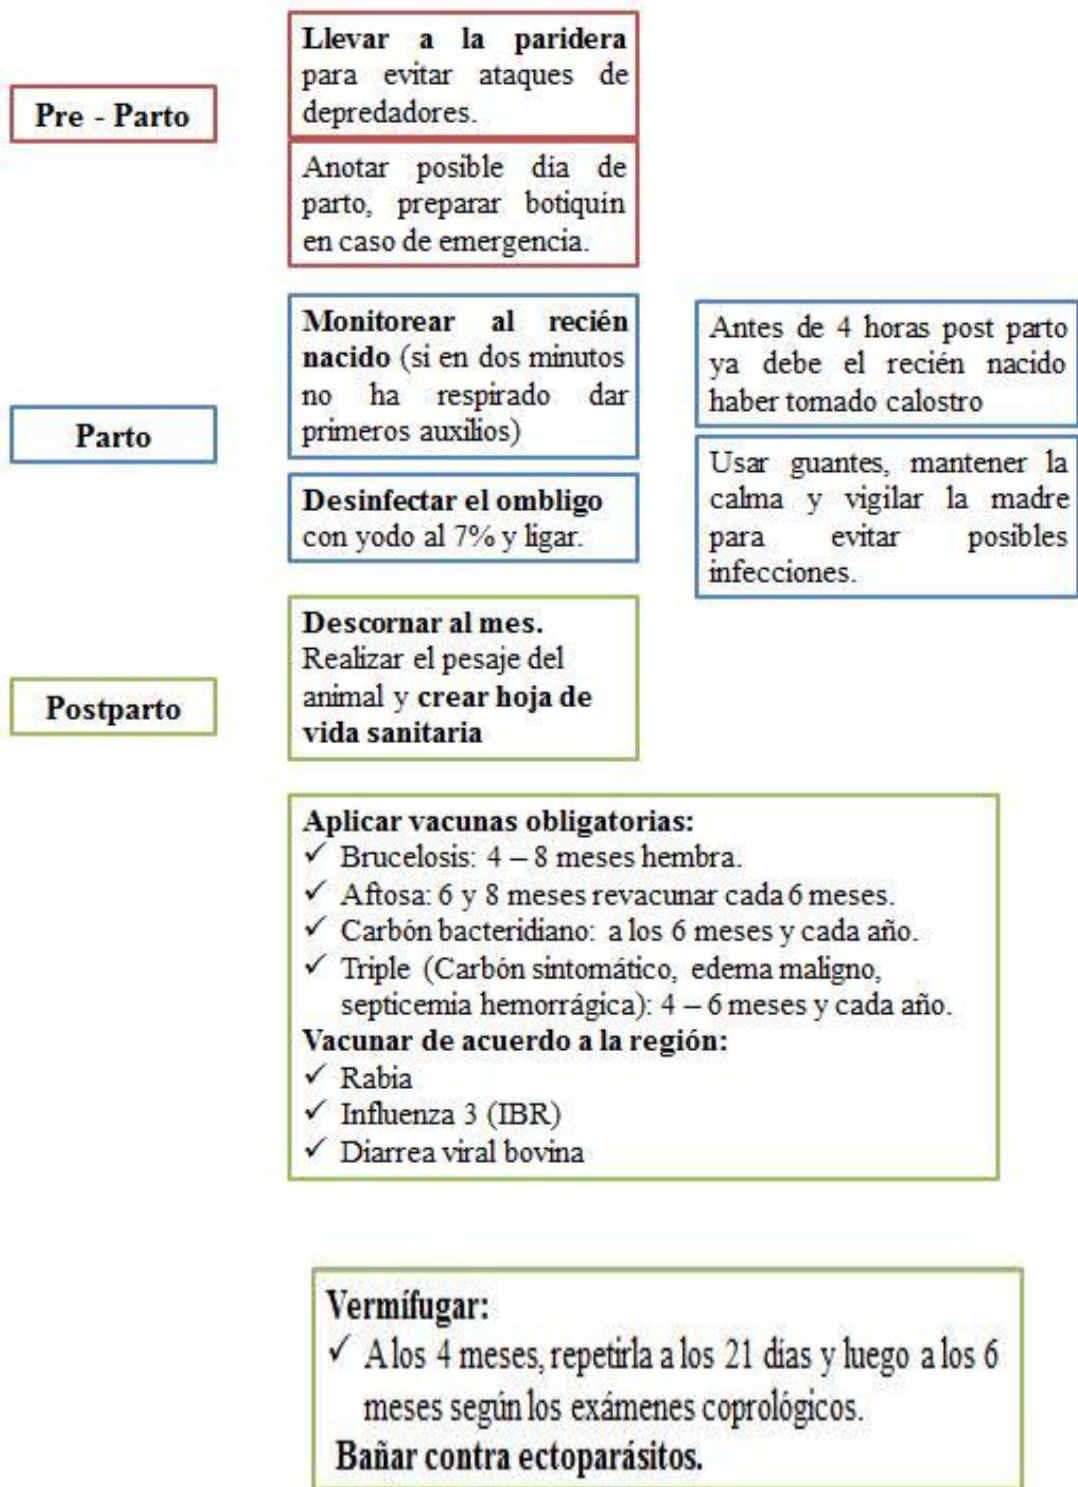 Pre - Parto
Llevar a la paridera
para evitar ataques de
depredadores.
Anotar posible día de
parto, preparar botiquín
en caso de emergencia.
Parto
Monitorear al recién
nacido (si en dos minutos
no ha respirado dar
primeros auxilios)
Desinfectar el ombligo
con yodo al 7% y ligar.
Antes de 4 horas post parto
ya debe el recién nacido
haber tomado calostro
Usar guantes, mantener la
calma y vigilar la madre
para evitar posibles
infecciones.
Postparto
Descornar al mes.
Realizar el pesaje del
animal y crear hoja de
vida sanitaria
Aplicar vacunas obligatorias:
✓ Brucelosis: 4 – 8 meses hembra.
✓ Aftosa: 6 y 8 meses revacunar cada 6 meses.
✓ Carbón bacteridiano: a los 6 meses y cada año.
✓ Triple (Carbón sintomático, edema maligno,
septicemia hemorrágica): 4 – 6 meses y cada año.
Vacunar de acuerdo a la región:
✓ Rabia
✓ Influenza 3 (IBR)
✓ Diarrea viral bovina
Vermífugar:
✓ A los 4 meses, repetirla a los 21 días y luego a los 6
meses según los exámenes coprológicos.
Bañar contra ectoparásitos.